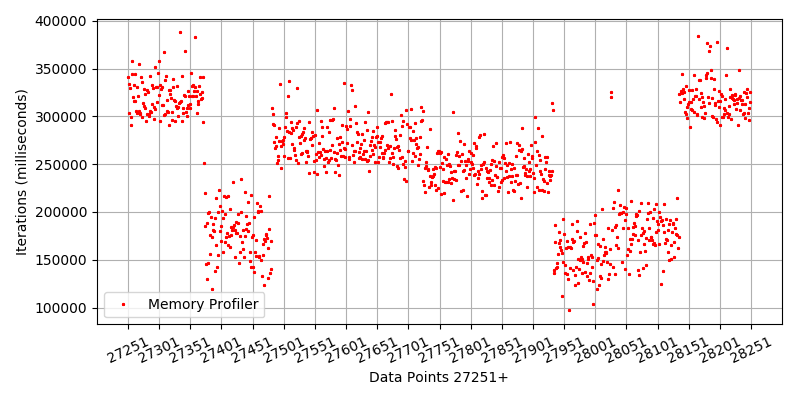 400000
350000
300000
250000
200000
150000
100000
Iterations (milliseconds)
Memory Profiler
27251 27301 27351 27401 27451 27501 27551 27601 27651 27701 27751 27801 27851 27901 27951 28001 28051 28101 28151 28201 28251
Data Points 27251+